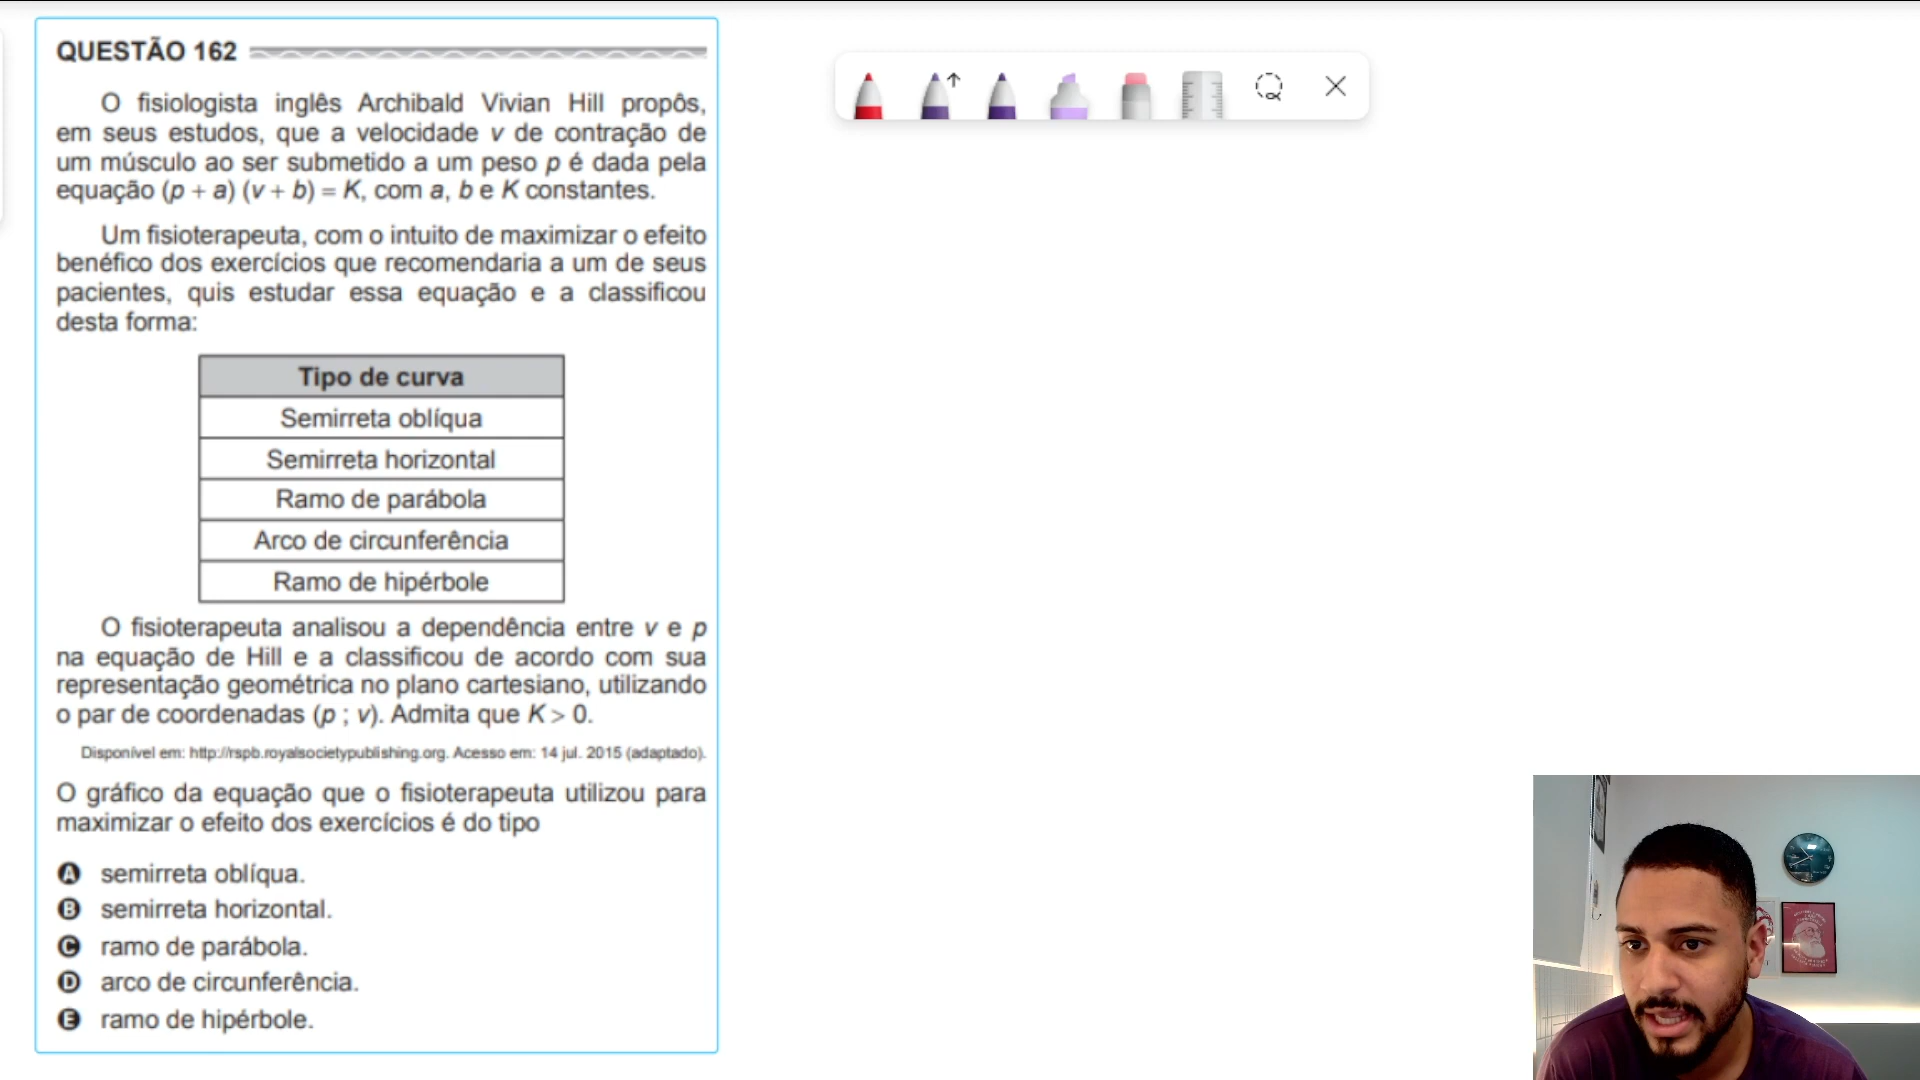 QUESTÃO 162
O fisiologista inglês Archibald Vivian Hill propôs,
em seus estudos, que a velocidade v de contração de
um músculo ao ser submetido a um peso p é dada pela
equação (p + a) (v + b) = K, com a, b e K constantes.
Um fisioterapeuta, com o intuito de maximizar o efeito
benéfico dos exercícios que recomendaria a um de seus
pacientes, quis estudar essa equação e a classificou
desta forma:
Tipo de curva
Semirreta oblíqua
Semirreta horizontal
Ramo de parábola
Arco de circunferência
Ramo de hipérbole
O fisioterapeuta analisou a dependência entre v e p
na equação de Hill e a classificou de acordo com sua
representação geométrica no plano cartesiano, utilizando
o par de coordenadas (p ; v). Admita que K > 0.
Disponível em: http://rspb.royalsocietypublishing.org. Acesso em: 14 jul. 2015 (adaptado).
O gráfico da equação que o fisioterapeuta utilizou para
maximizar o efeito dos exercícios é do tipo
A semirreta oblíqua.
B semirreta horizontal.
C ramo de parábola.
D arco de circunferência.
E ramo de hipérbole.